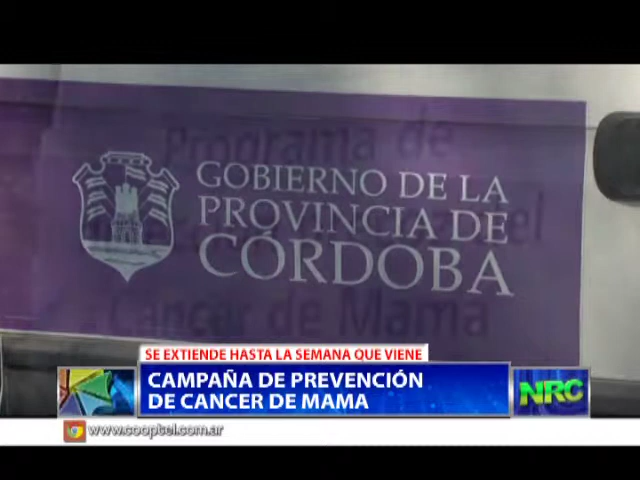 Programa de
GOBIERNO DE LA
PROVINCIA DE
CÓRDOBA
Cáncer de Mama
SE EXTIENDE HASTA LA SEMANA QUE VIENE
CAMPAÑA DE PREVENCIÓN
DE CANCER DE MAMA
NRC
www.cooptel.com.ar